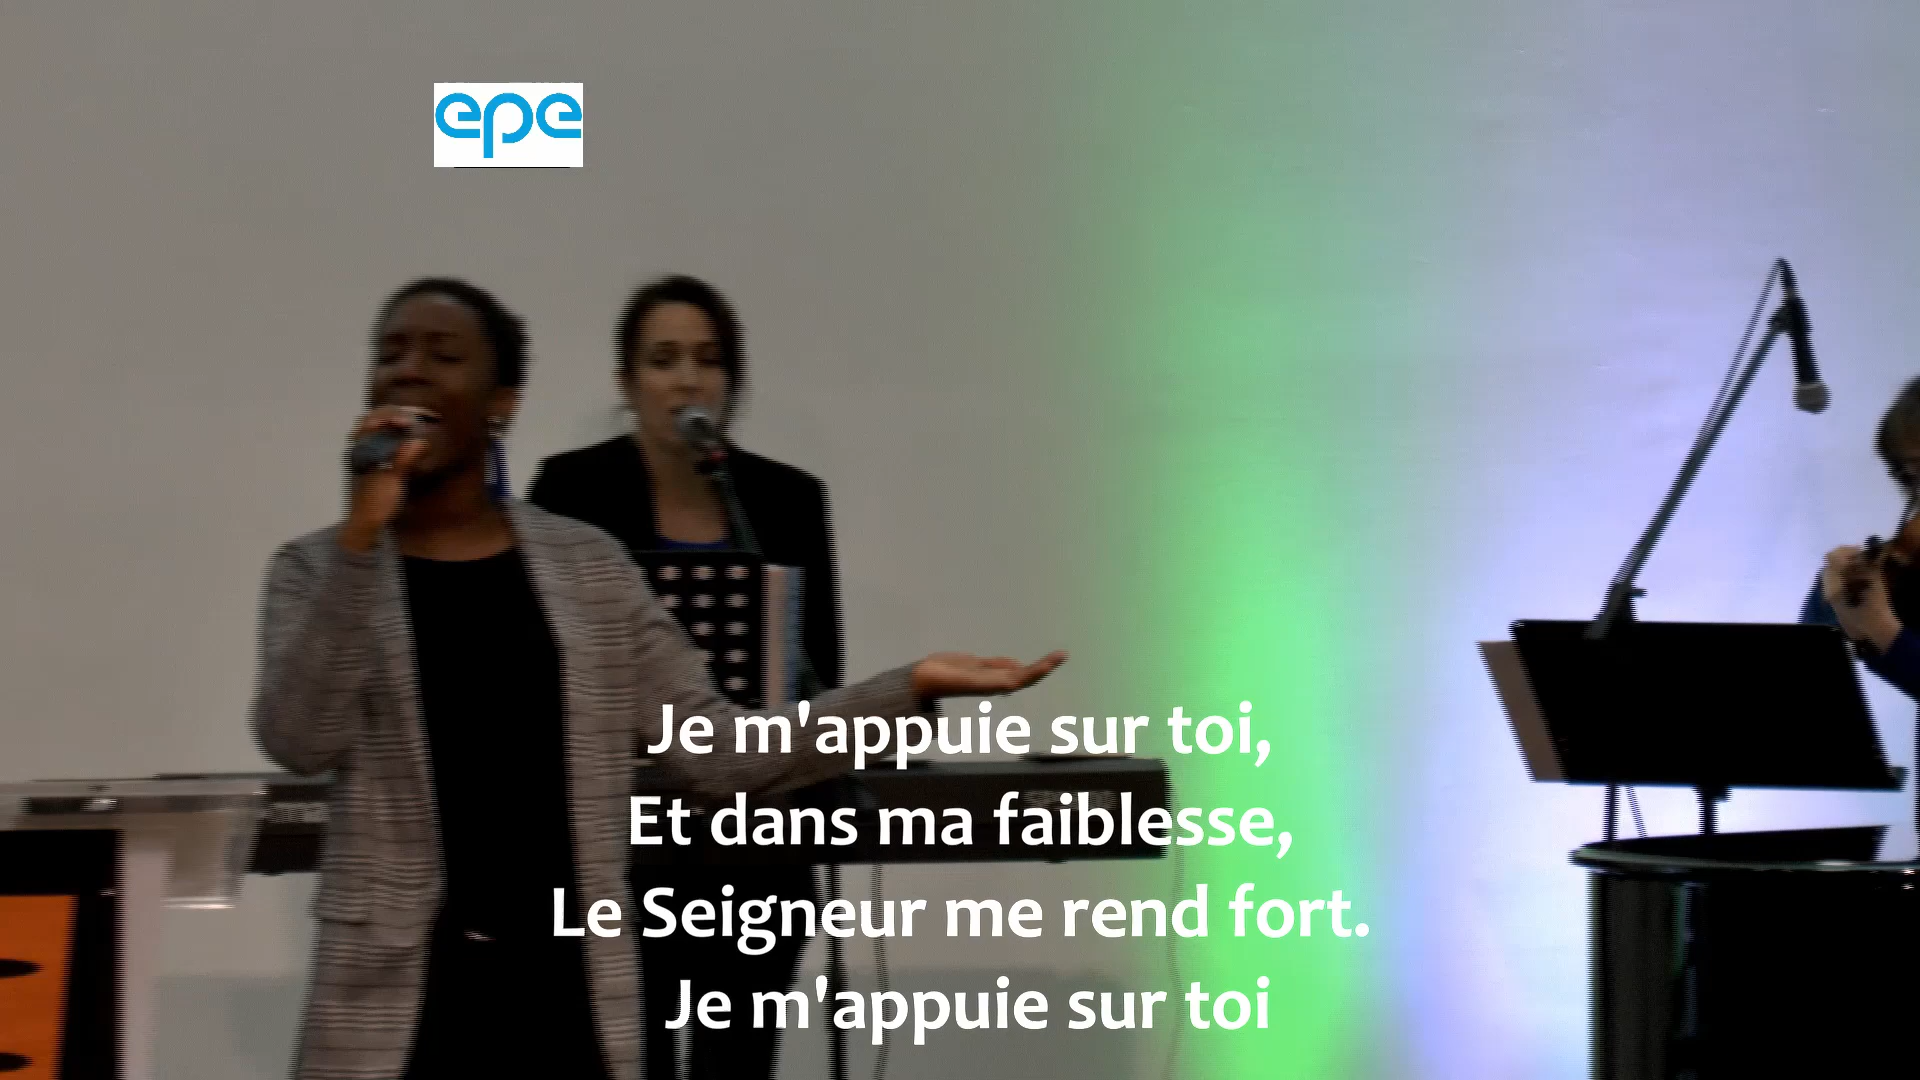 epe
Je m'appuie sur toi,
Et dans ma faiblesse,
Le Seigneur me rend fort.
Je m'appuie sur toi